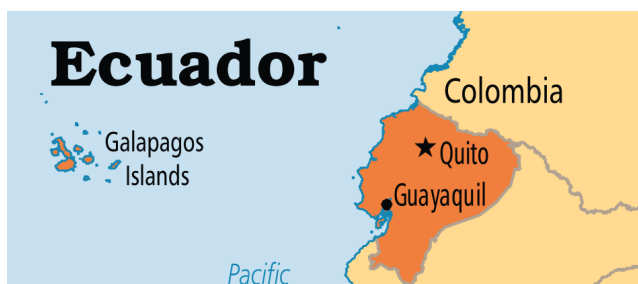 Ecuador
Colombia
Galapagos
Islands
Quito
Guayaquil
Pacific